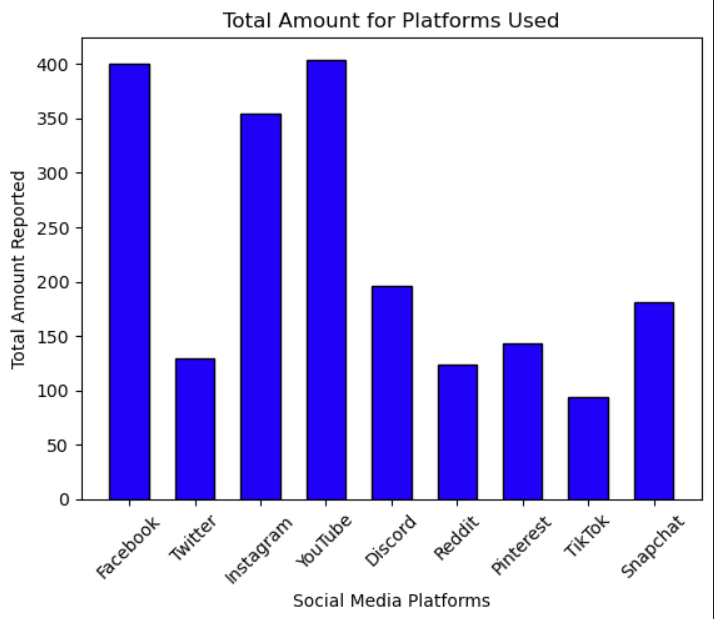 Total Amount for Platforms Used
Total Amount Reported
400
350
300
250
200
150
100
50
0
Facebook
Twitter
Instagram
YouTube
Discord
Reddit
Pinterest
TikTok
Snapchat
Social Media Platforms